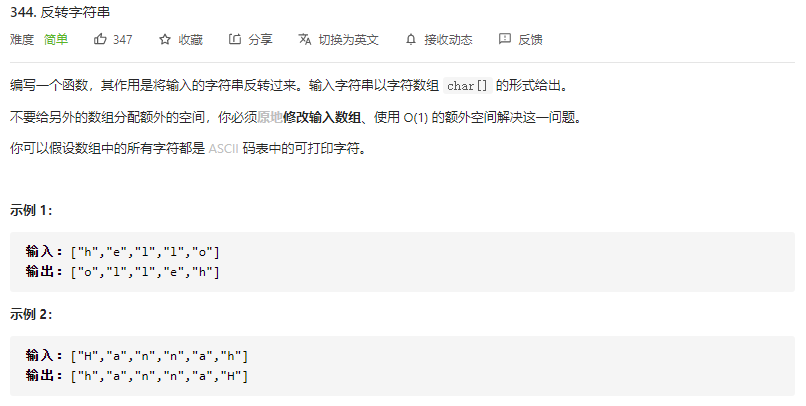 344. 反转字符串
难度 简单 347 收藏 分享 切换为英文 接收动态 反馈
编写一个函数，其作用是将输入的字符串反转过来。输入字符串以字符数组 char[] 的形式给出。
不要给另外的数组分配额外的空间，你必须原地修改输入数组、使用 O(1) 的额外空间解决这一问题。
你可以假设数组中的所有字符都是 ASCII 码表中的可打印字符。
示例 1：
输入：["h","e","l","l","o"]
输出：["o","l","l","e","h"]
示例 2：
输入：["H","a","n","n","a","h"]
输出：["h","a","n","n","a","H"]